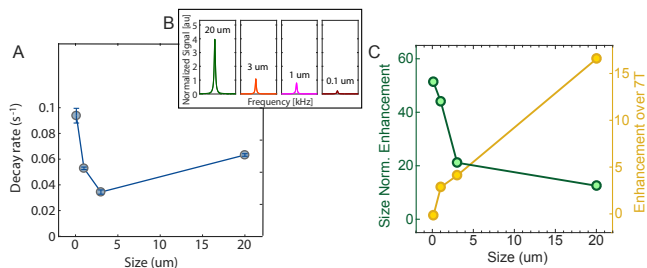 A
Decay rate (s⁻¹)
0.1
0.08
0.06
0.04
0.02
0
0 5 10 15 20
Size (um)
B
Normalized Signal [au]
5
4
3
2
1
0
20 um
3 um
1 um
0.1 um
Frequency [kHz]
C
Size Norm. Enhancement
60
40
20
0
Enhancement over 7T
15
10
5
0
0 5 10 15 20
Size (um)